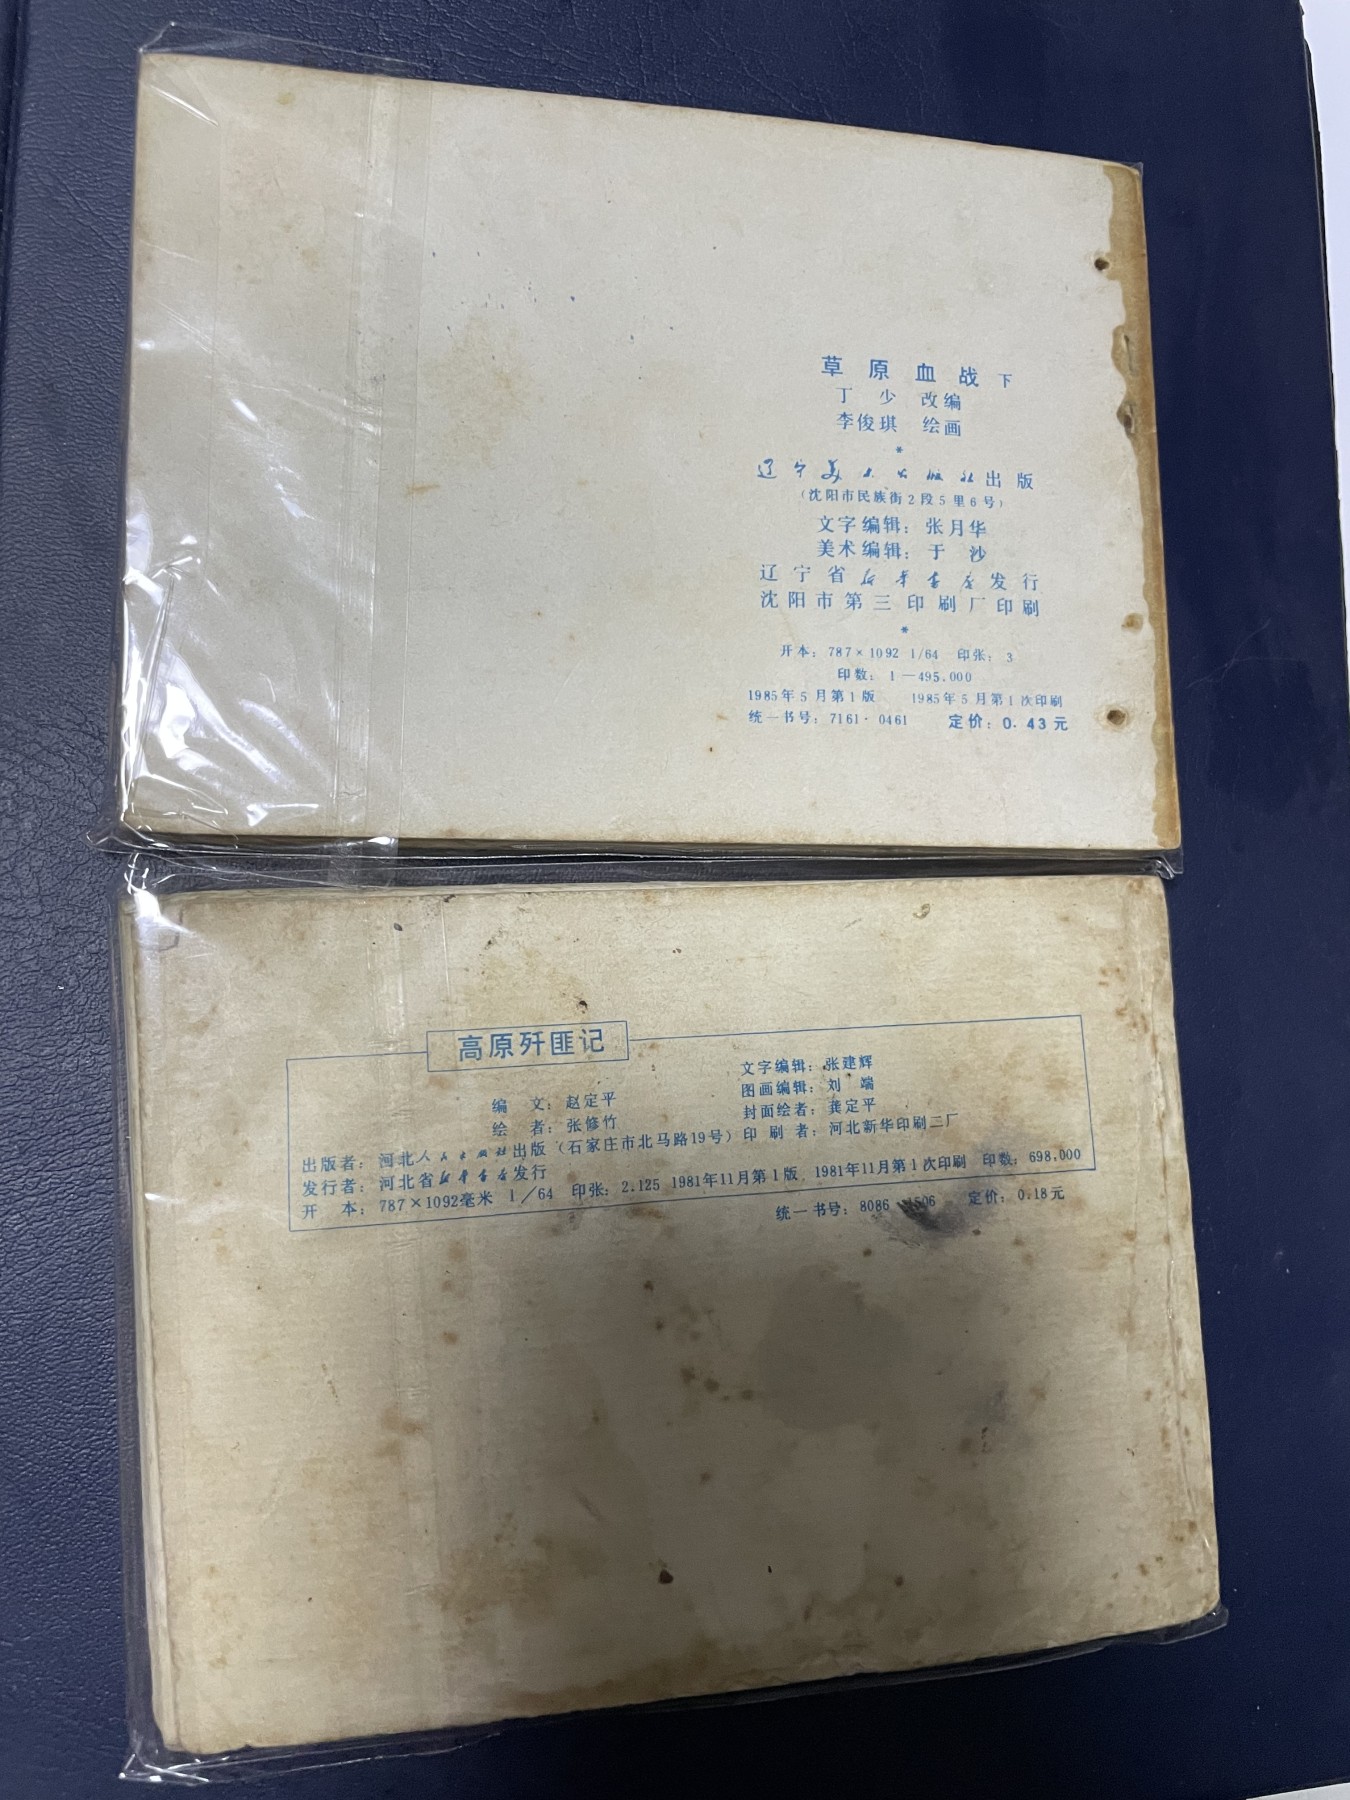 草原血战 下
丁少 改编
李俊琪 绘画
*
辽宁美术出版社出版
(沈阳市民族街2段5里6号)
文字编辑：张月华
美术编辑：于 沙
辽宁省新华书店发行
沈阳市第三印刷厂印刷
*
开本：787×1092 1/64 印张：3
印数：1—495.000
1985年5月第1版 1985年5月第1次印刷
统一书号：7161·0461 定价：0.43元
高原歼匪记
编 文：赵定平
绘 者：张修竹
文字编辑：张建辉
图画编辑：刘 端
封面绘者：龚定平
出版者：河北人民出版社出版（石家庄市北马路19号）印刷者：河北新华印刷二厂
发行者：河北省新华书店发行
开 本：787×1092毫米 1/64 印张：2.125 1981年11月第1版 1981年11月第1次印刷 印数：698,000
统一书号：8086 1506 定价：0.18元